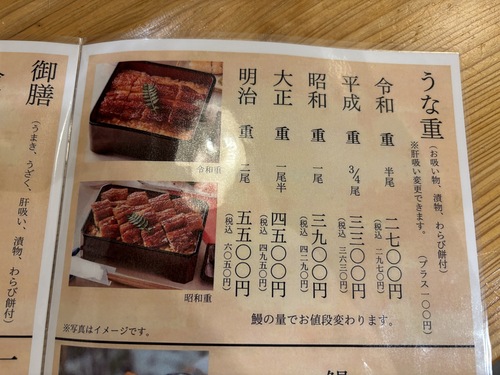 うな重
(お吸い物、漬物、わらび餅付)
※肝吸い変更できます。 (プラス一〇〇円)
令和重 半尾 二七〇〇円
(税込 二九七〇円)
平成重 3/4尾 三三〇〇円
(税込 三六三〇円)
昭和重 一尾 三九〇〇円
(税込 四二九〇円)
大正重 一尾半 四五〇〇円
(税込 四九五〇円)
明治重 二尾 五五〇〇円
(税込 六〇五〇円)
鰻の量でお値段変わります。
令和重
昭和重
※写真はイメージです。
御膳
(うまき、うざく、肝吸い、漬物、わらび餅付)